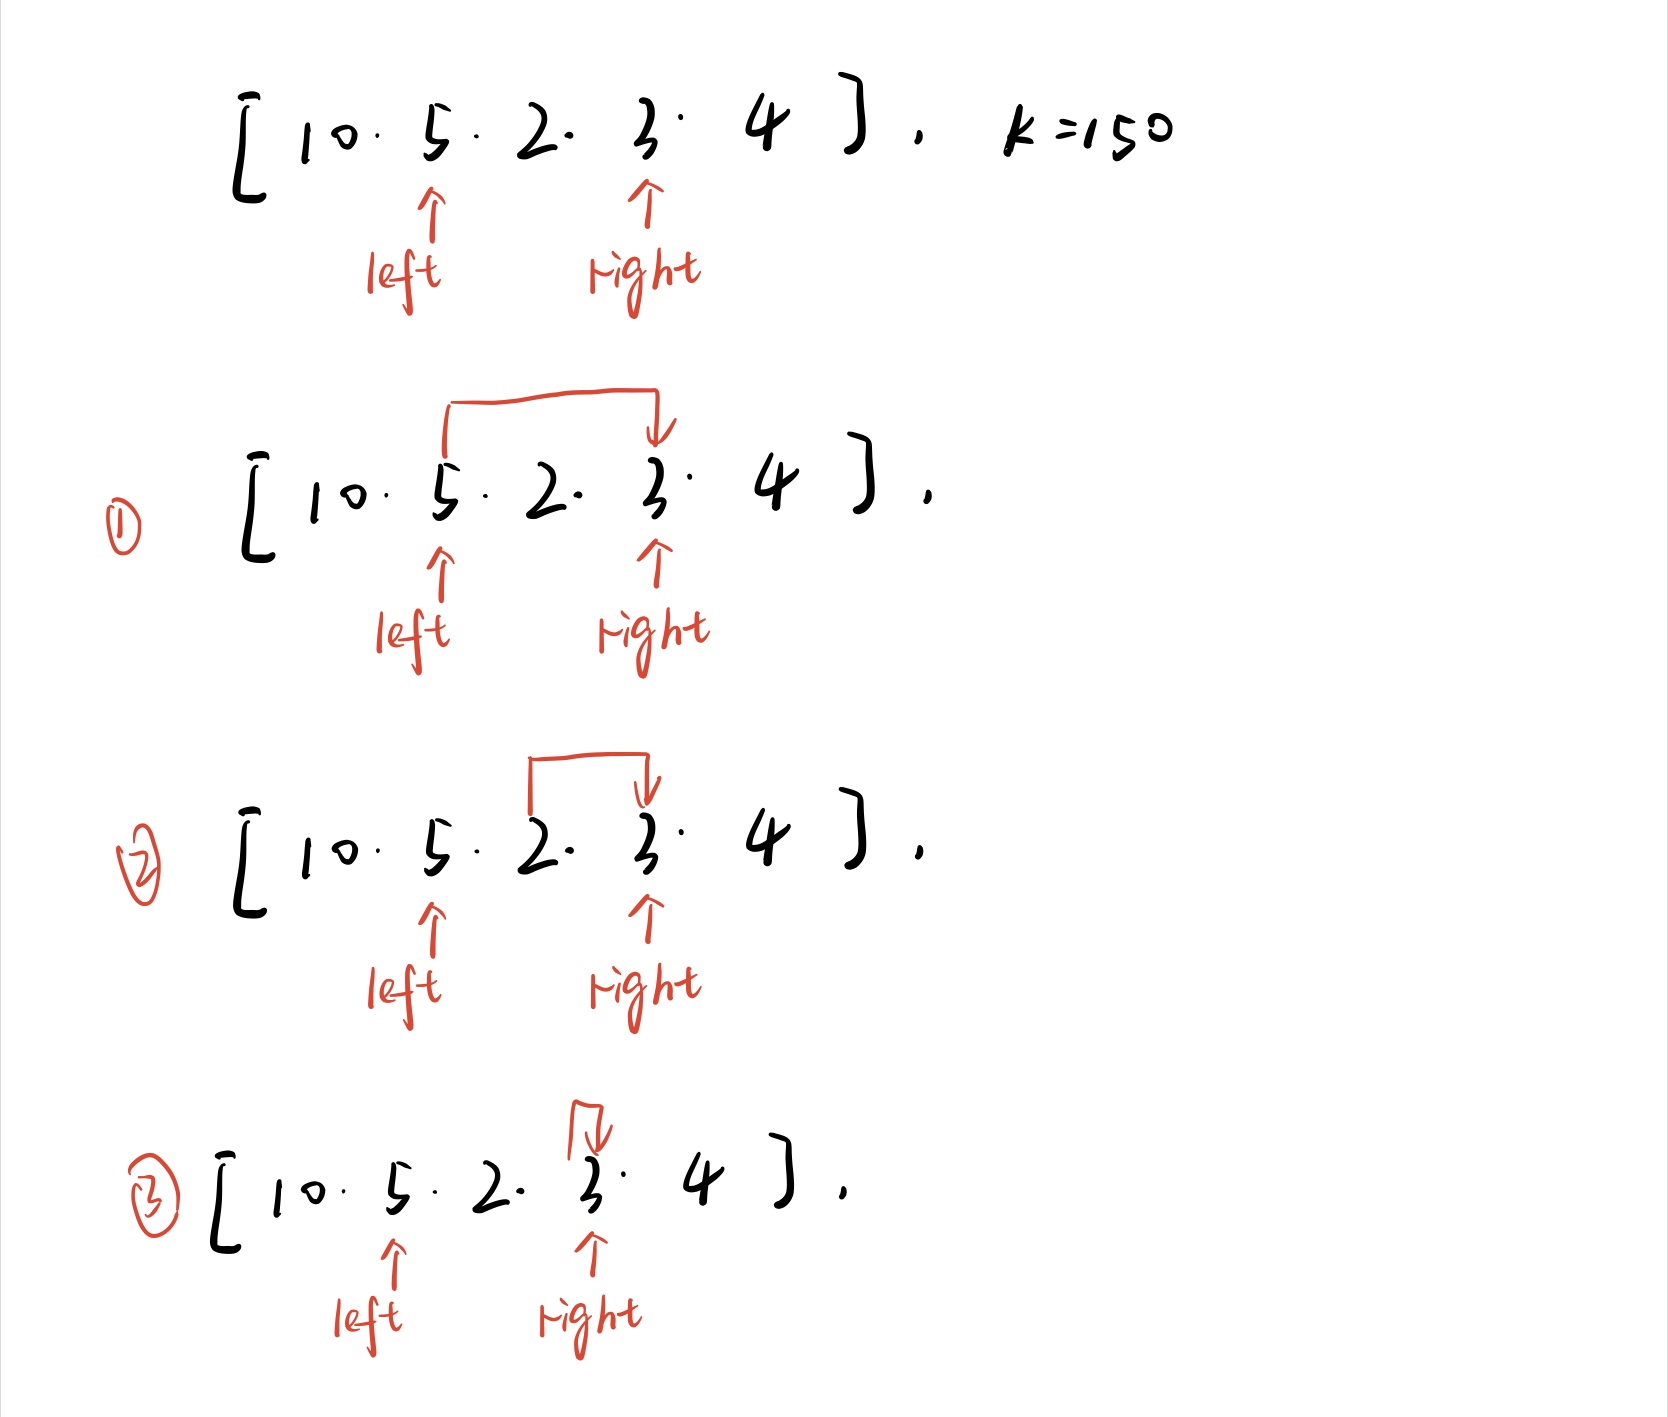 [ 10 · 5 · 2 · 3 · 4 ] , k=150
left right
① [ 10 · 5 · 2 · 3 · 4 ] ,
left right
② [ 10 · 5 · 2 · 3 · 4 ] ,
left right
③ [ 10 · 5 · 2 · 3 · 4 ] ,
left right